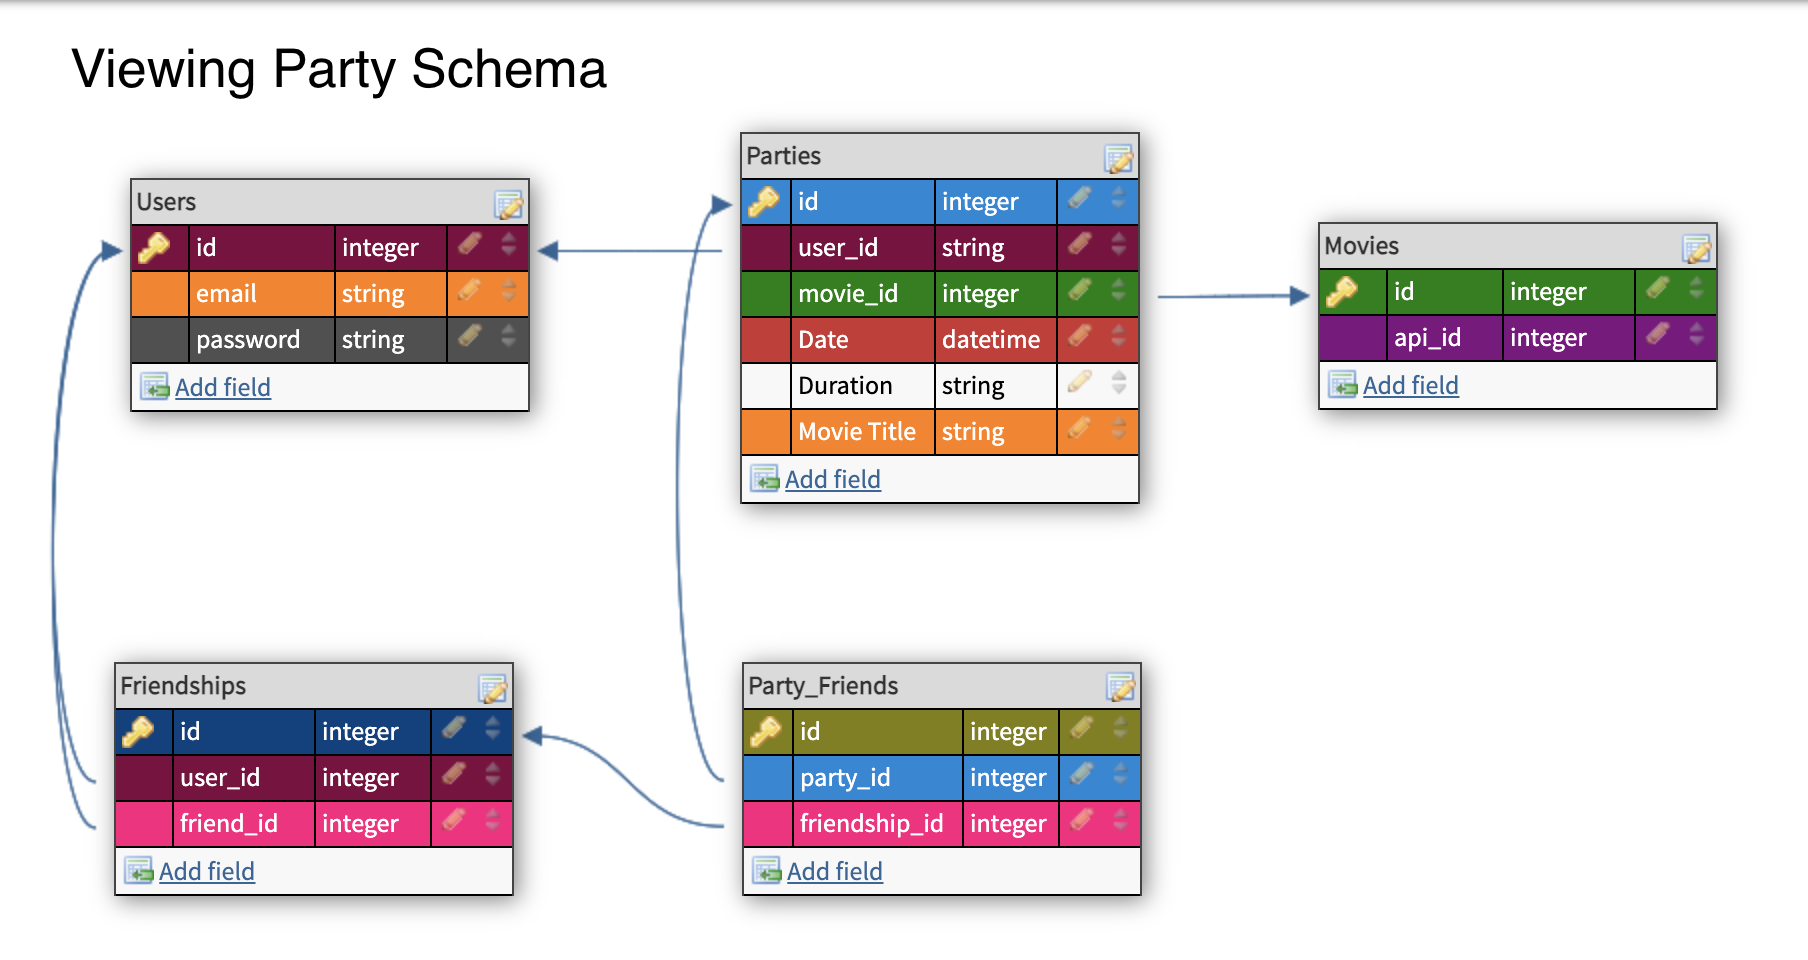 Viewing Party Schema
Users
id integer
email string
password string
Add field
Parties
id integer
user_id string
movie_id integer
Date datetime
Duration string
Movie Title string
Add field
Movies
id integer
api_id integer
Add field
Friendships
id integer
user_id integer
friend_id integer
Add field
Party_Friends
id integer
party_id integer
friendship_id integer
Add field